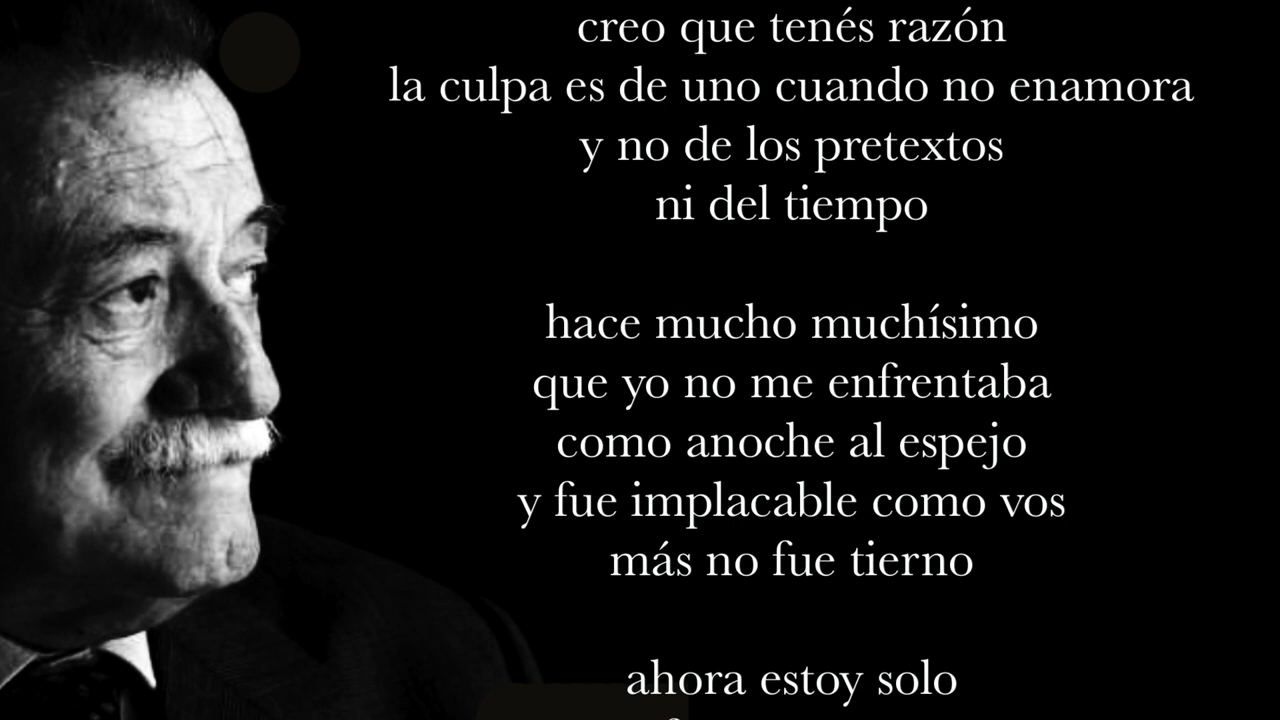 creo que tenés razón
la culpa es de uno cuando no enamora
y no de los pretextos
ni del tiempo
hace mucho muchísimo
que yo no me enfrentaba
como anoche al espejo
y fue implacable como vos
más no fue tierno
ahora estoy solo